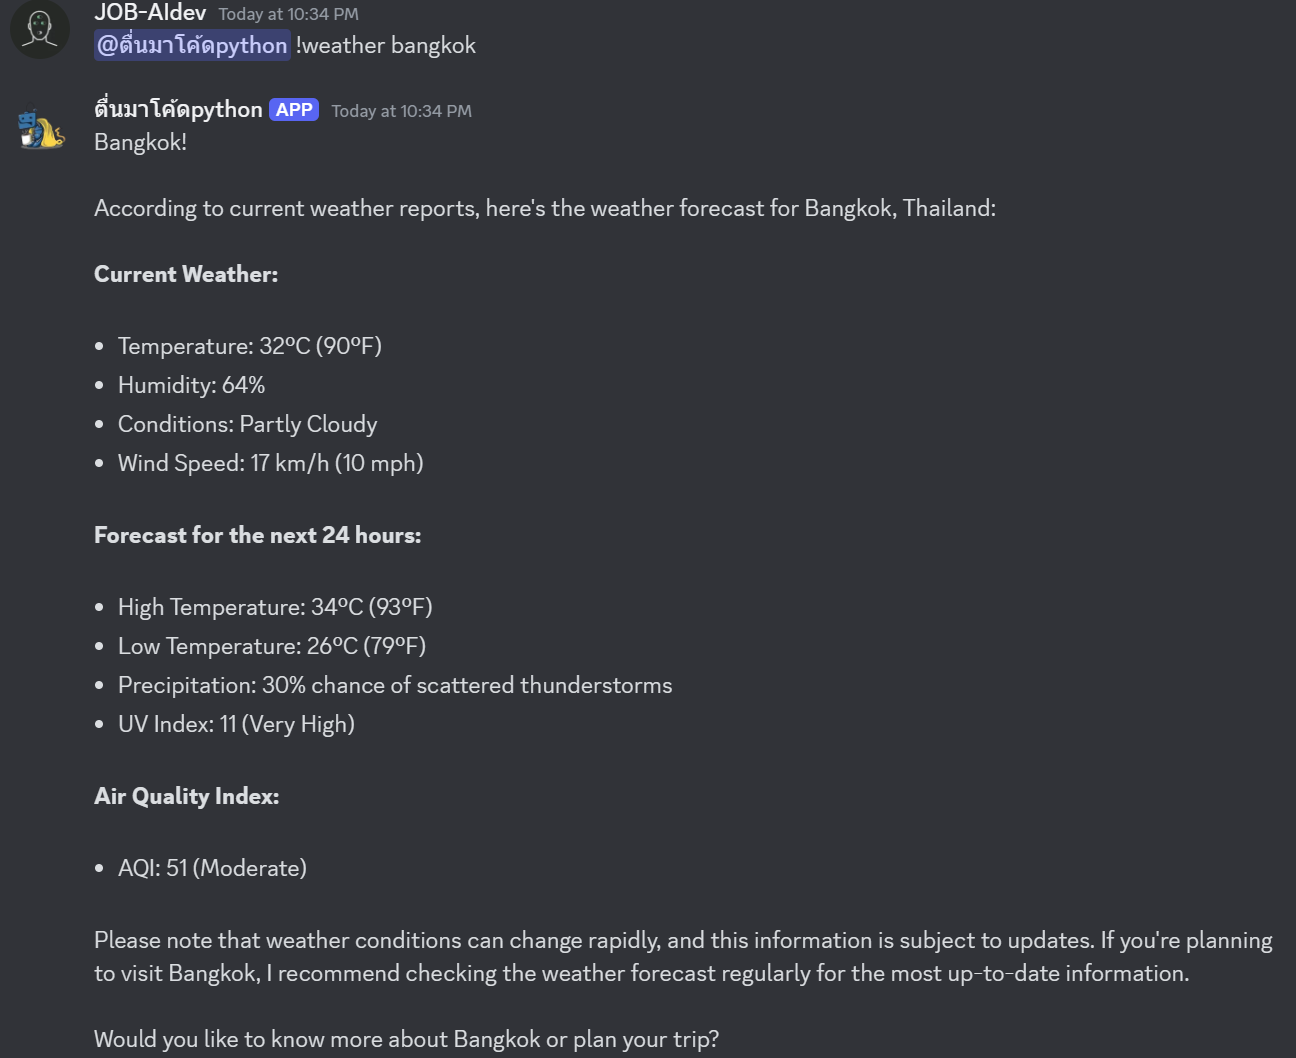 JOB-AIdev Today at 10:34 PM
@ตื่นมาโค้ดpython !weather bangkok
ตื่นมาโค้ดpython APP Today at 10:34 PM
Bangkok!
According to current weather reports, here's the weather forecast for Bangkok, Thailand:
Current Weather:
• Temperature: 32°C (90°F)
• Humidity: 64%
• Conditions: Partly Cloudy
• Wind Speed: 17 km/h (10 mph)
Forecast for the next 24 hours:
• High Temperature: 34°C (93°F)
• Low Temperature: 26°C (79°F)
• Precipitation: 30% chance of scattered thunderstorms
• UV Index: 11 (Very High)
Air Quality Index:
• AQI: 51 (Moderate)
Please note that weather conditions can change rapidly, and this information is subject to updates. If you're planning
to visit Bangkok, I recommend checking the weather forecast regularly for the most up-to-date information.
Would you like to know more about Bangkok or plan your trip?